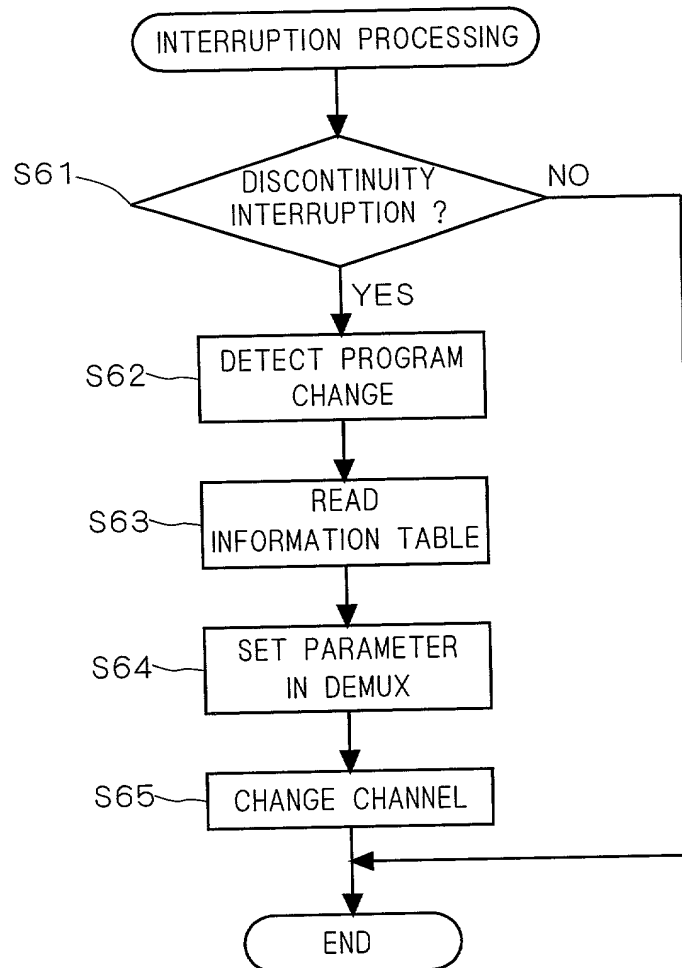 INTERRUPTION PROCESSING
S61
DISCONTINUITY
INTERRUPTION ?
NO
YES
S62
DETECT PROGRAM
CHANGE
S63
READ
INFORMATION TABLE
S64
SET PARAMETER
IN DEMUX
S65
CHANGE CHANNEL
END